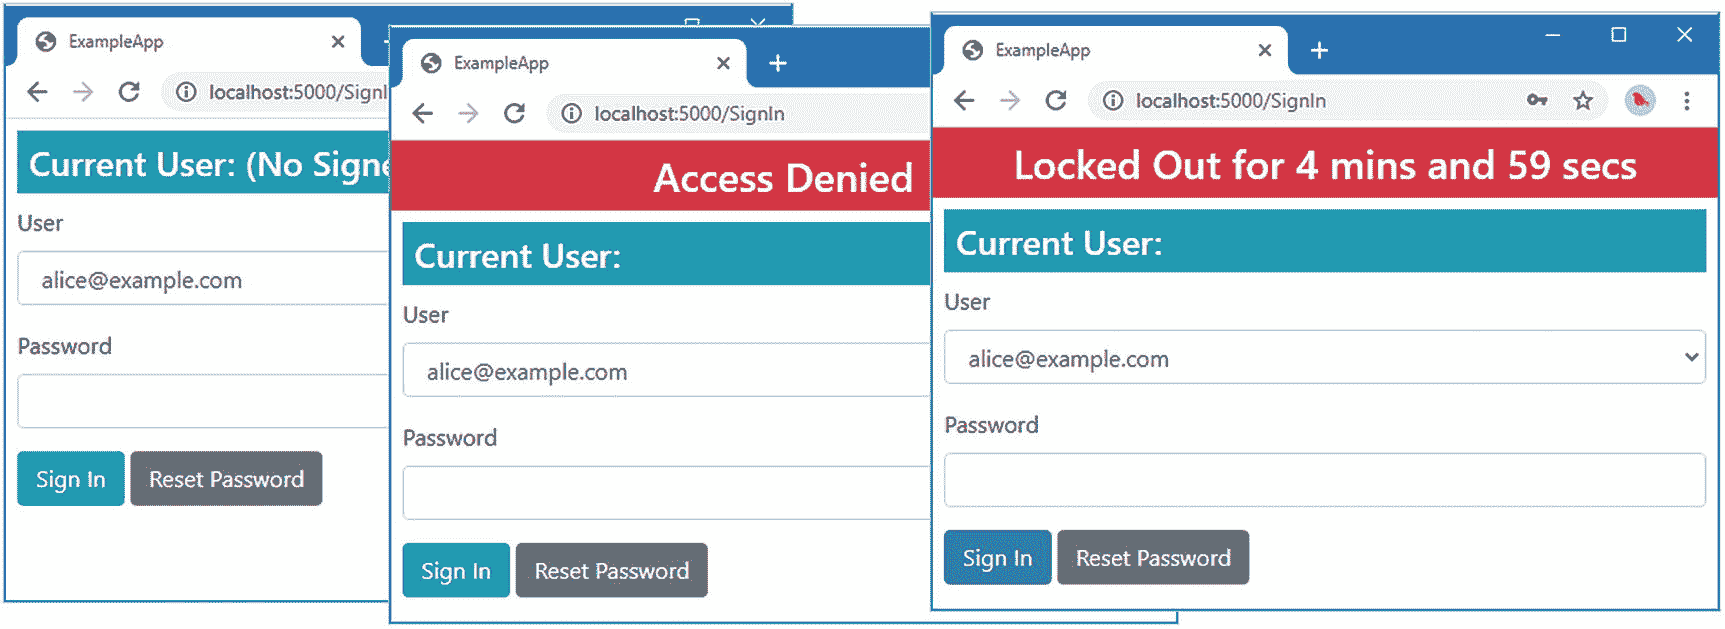 ExampleApp
localhost:5000/SignI
Current User: (No Signe
User
alice@example.com
Password
Sign In
Reset Password
ExampleApp
localhost:5000/SignIn
Access Denied
Current User:
User
alice@example.com
Password
Sign In
Reset Password
ExampleApp
localhost:5000/SignIn
Locked Out for 4 mins and 59 secs
Current User:
User
alice@example.com
Password
Sign In
Reset Password